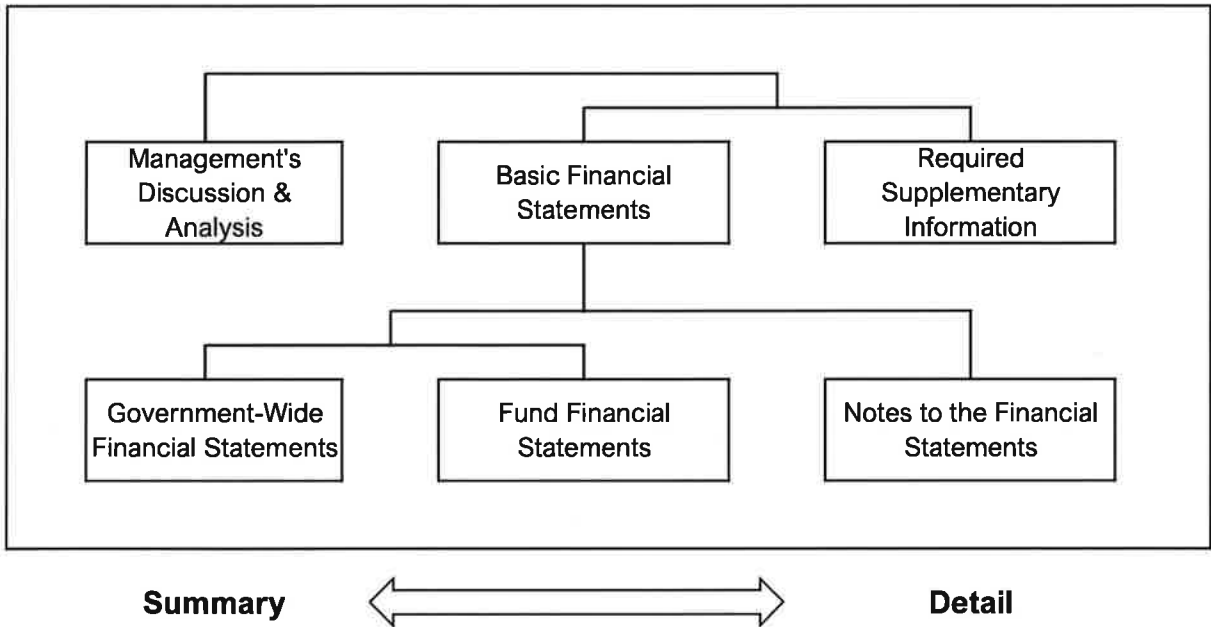 Management's
Discussion &
Analysis
Basic Financial
Statements
Required
Supplementary
Information
Government-Wide
Financial Statements
Fund Financial
Statements
Notes to the Financial
Statements
Summary
Detail